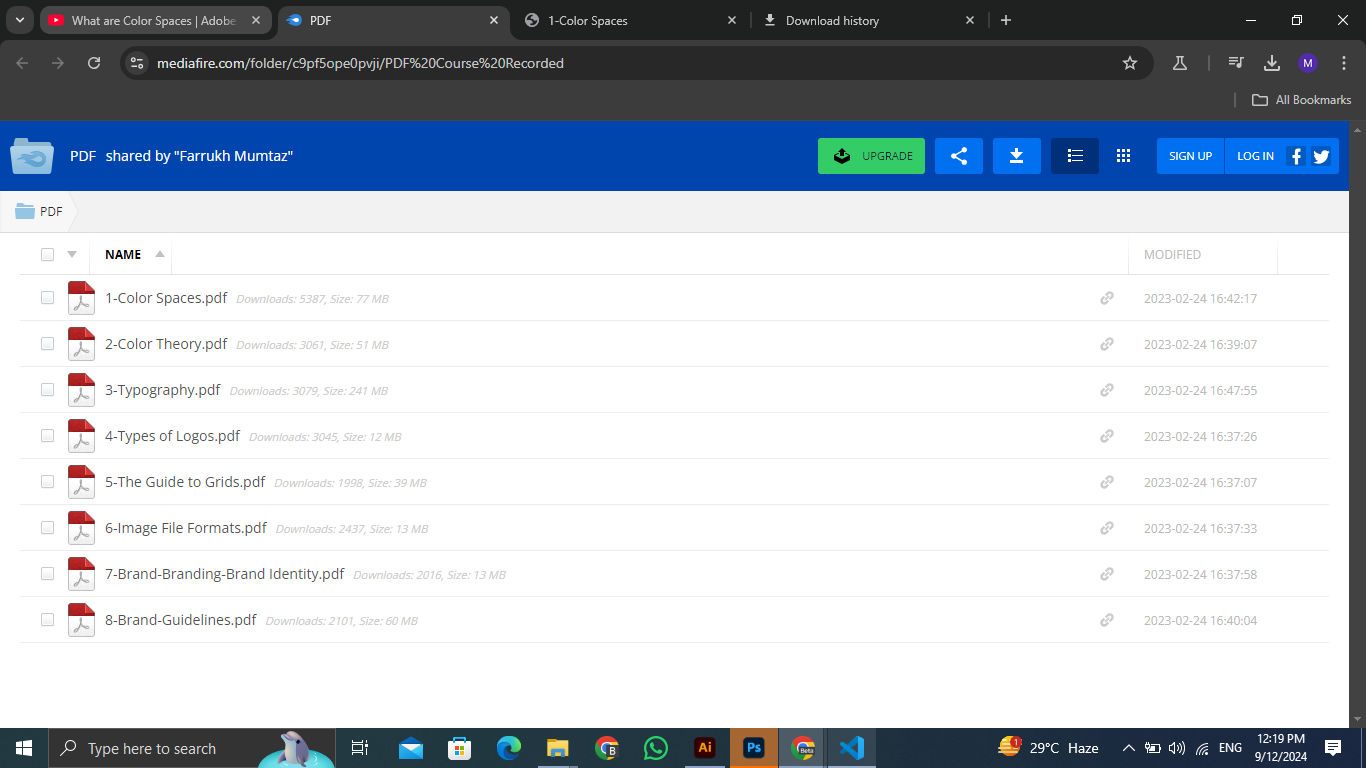 What are Color Spaces | Adobe
PDF
1-Color Spaces
Download history
mediafire.com/folder/c9pf5ope0pvji/PDF%20Course%20Recorded
M
All Bookmarks
PDF shared by "Farrukh Mumtaz"
UPGRADE
SIGN UP
LOG IN
PDF
NAME
MODIFIED
1-Color Spaces.pdf Downloads: 5387, Size: 77 MB 2023-02-24 16:42:17
2-Color Theory.pdf Downloads: 3061, Size: 51 MB 2023-02-24 16:39:07
3-Typography.pdf Downloads: 3079, Size: 241 MB 2023-02-24 16:47:55
4-Types of Logos.pdf Downloads: 3045, Size: 12 MB 2023-02-24 16:37:26
5-The Guide to Grids.pdf Downloads: 1998, Size: 39 MB 2023-02-24 16:37:07
6-Image File Formats.pdf Downloads: 2437, Size: 13 MB 2023-02-24 16:37:33
7-Brand-Branding-Brand Identity.pdf Downloads: 2016, Size: 13 MB 2023-02-24 16:37:58
8-Brand-Guidelines.pdf Downloads: 2101, Size: 60 MB 2023-02-24 16:40:04
Type here to search
B
Ai
Ps
Beta
1
29°C Haze
ENG
12:19 PM
9/12/2024